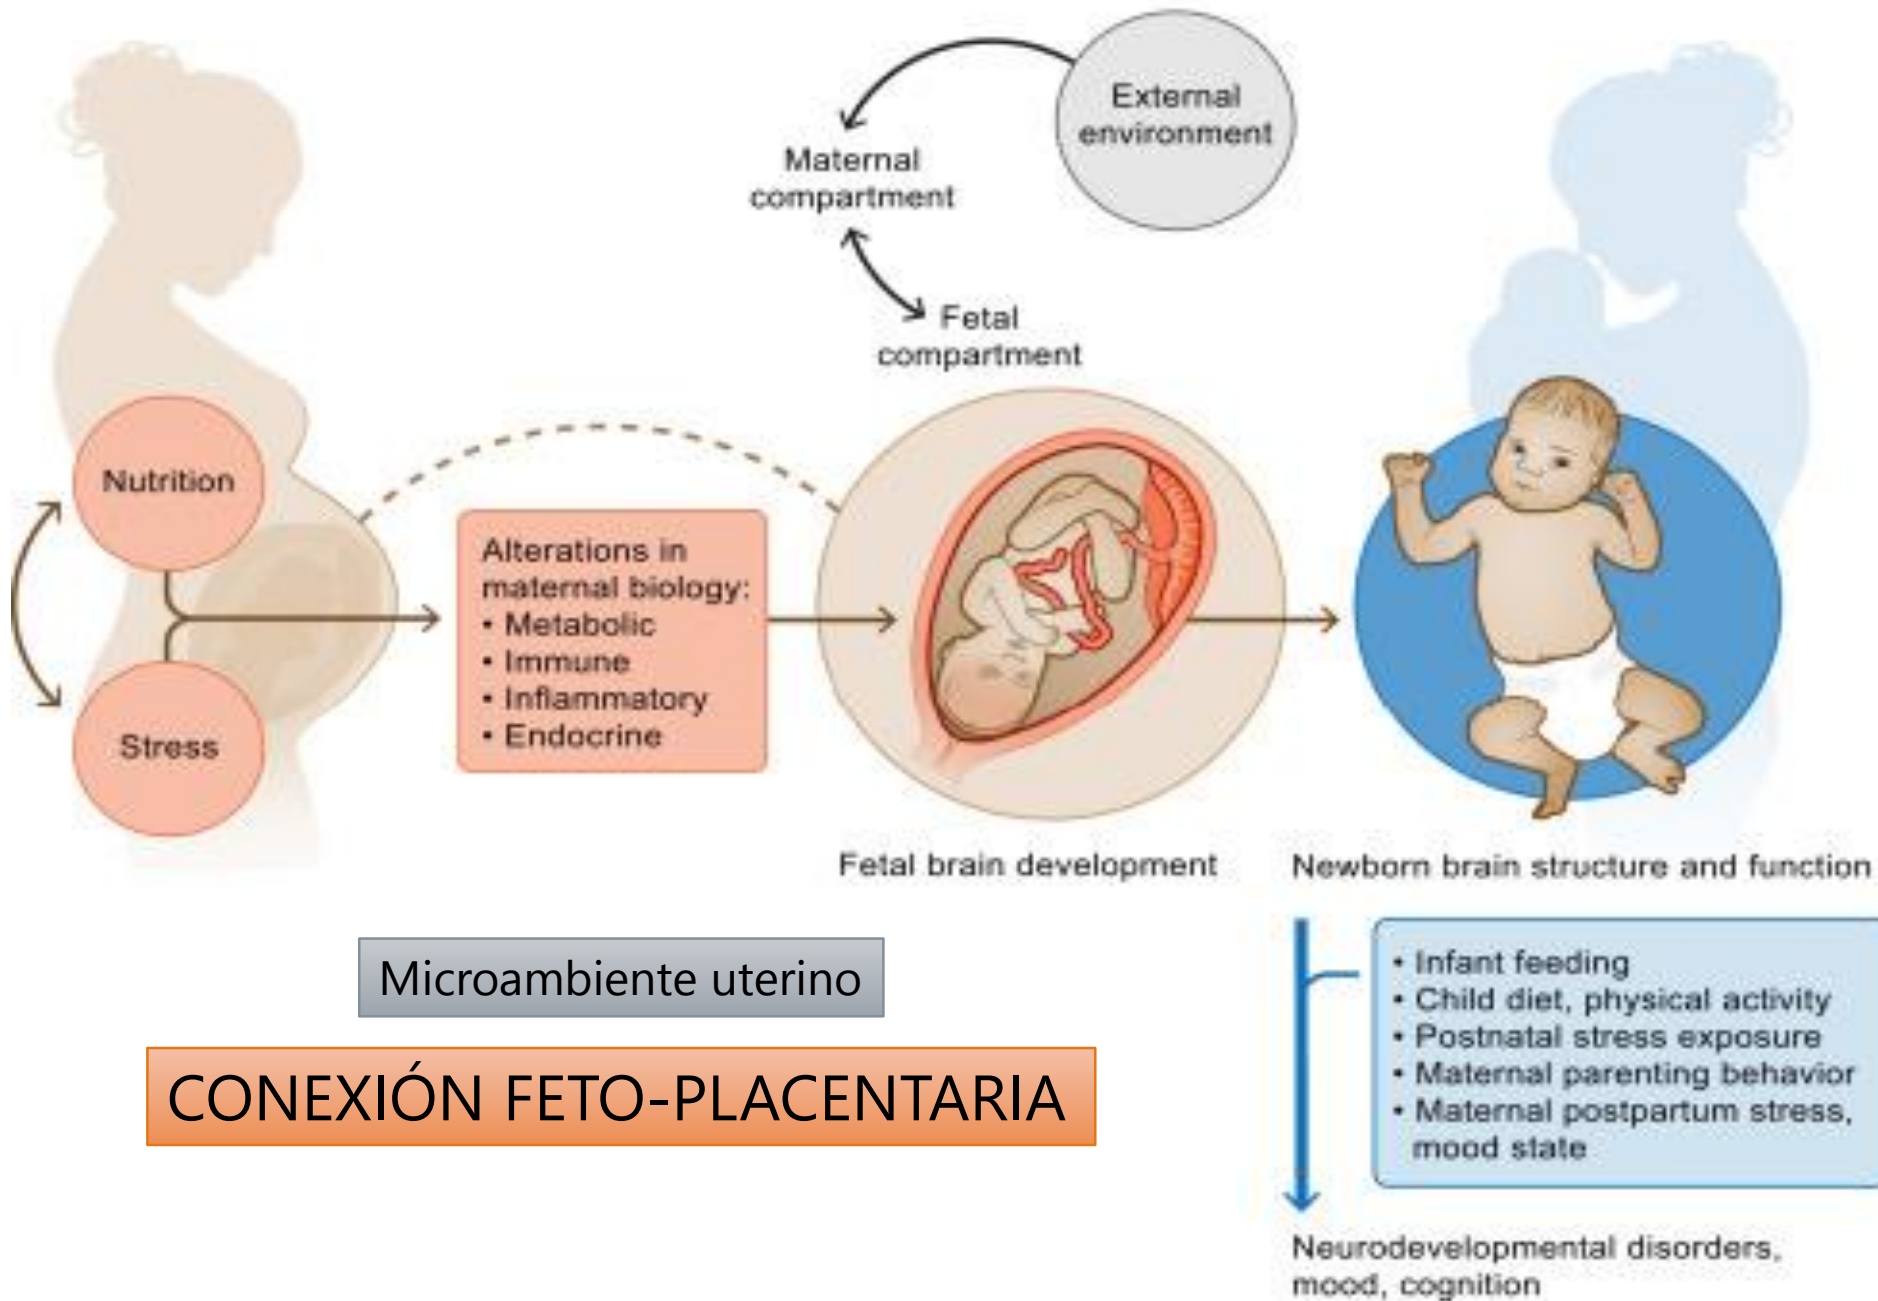 External
environment
Maternal
compartment
Fetal
compartment
Nutrition
Stress
Alterations in
maternal biology:
• Metabolic
• Immune
• Inflammatory
• Endocrine
Fetal brain development
Newborn brain structure and function
Microambiente uterino
CONEXIÓN FETO-PLACENTARIA
• Infant feeding
• Child diet, physical activity
• Postnatal stress exposure
• Maternal parenting behavior
• Maternal postpartum stress,
mood state
Neurodevelopmental disorders,
mood, cognition